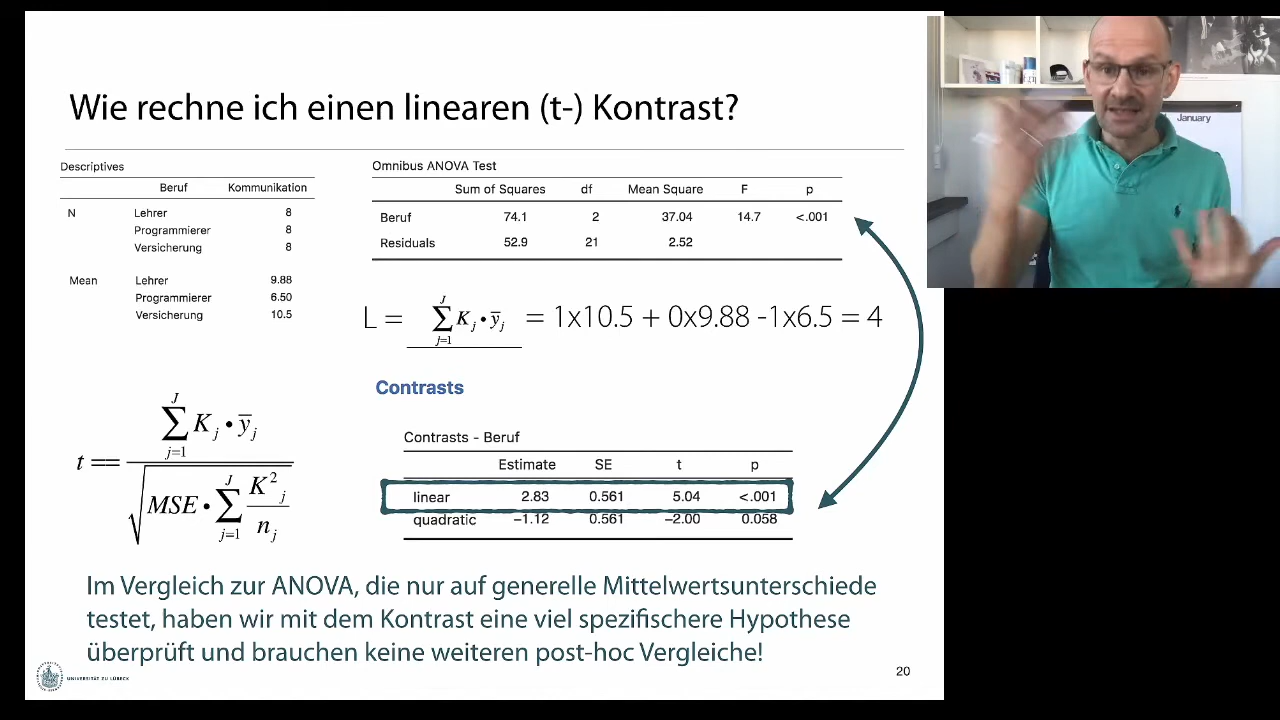 Wie rechne ich einen linearen (t-) Kontrast?
Descriptives
Beruf Kommunikation
N Lehrer 8
Programmierer 8
Versicherung 8
Mean Lehrer 9.88
Programmierer 6.50
Versicherung 10.5
Omnibus ANOVA Test
Sum of Squares df Mean Square F p
Beruf 74.1 2 37.04 14.7 <.001
Residuals 52.9 21 2.52
L = ∑ J j=1 K_j • ȳ_j = 1x10.5 + 0x9.88 -1x6.5 = 4
t == ∑ J j=1 K_j • ȳ_j
√ MSE • ∑ J j=1 K²_j / n_j
Contrasts
Contrasts - Beruf
Estimate SE t p
linear 2.83 0.561 5.04 <.001
quadratic −1.12 0.561 −2.00 0.058
Im Vergleich zur ANOVA, die nur auf generelle Mittelwertsunterschiede
testet, haben wir mit dem Kontrast eine viel spezifischere Hypothese
überprüft und brauchen keine weiteren post-hoc Vergleiche!
UNIVERSITÄT ZU LÜBECK
20
January